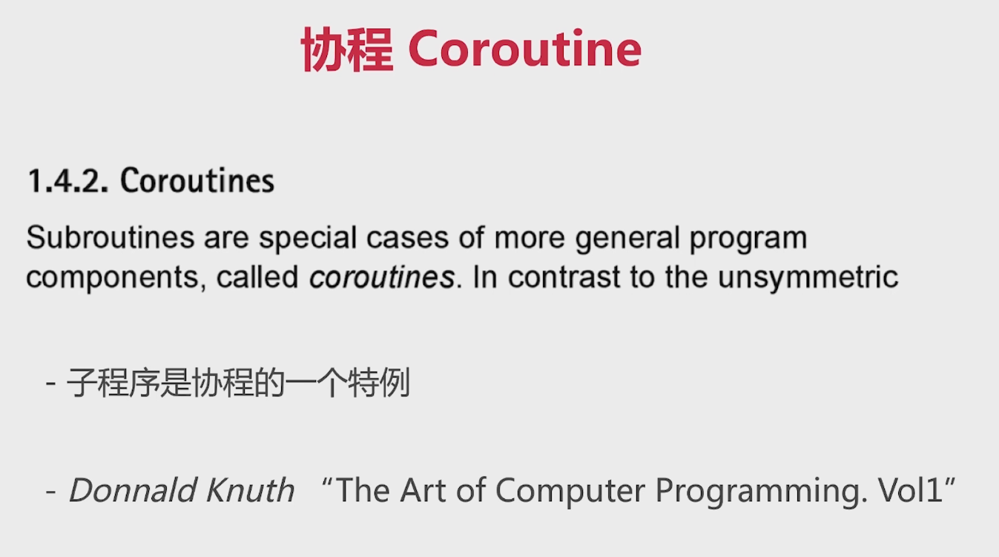 协程 Coroutine
1.4.2. Coroutines
Subroutines are special cases of more general program
components, called coroutines. In contrast to the unsymmetric
- 子程序是协程的一个特例
- Donnald Knuth “The Art of Computer Programming. Vol1”